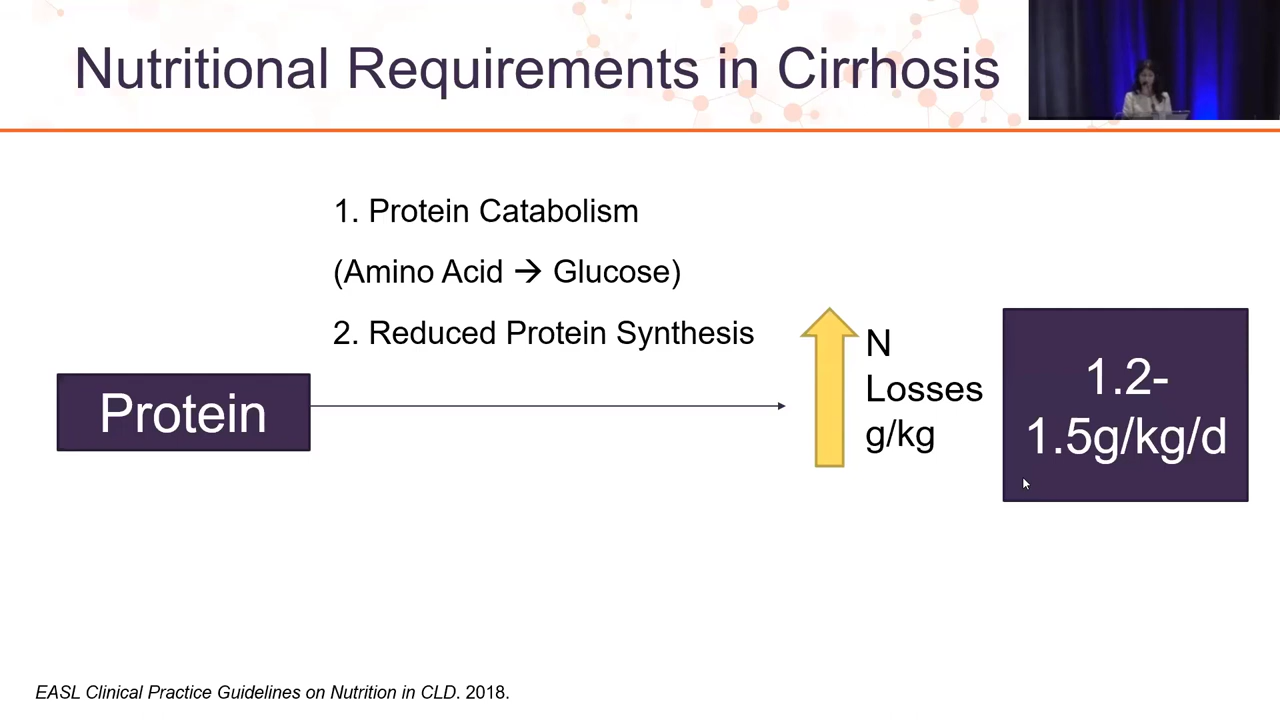 Nutritional Requirements in Cirrhosis
1. Protein Catabolism
(Amino Acid → Glucose)
2. Reduced Protein Synthesis
Protein
N
Losses
g/kg
1.2-
1.5g/kg/d
EASL Clinical Practice Guidelines on Nutrition in CLD. 2018.